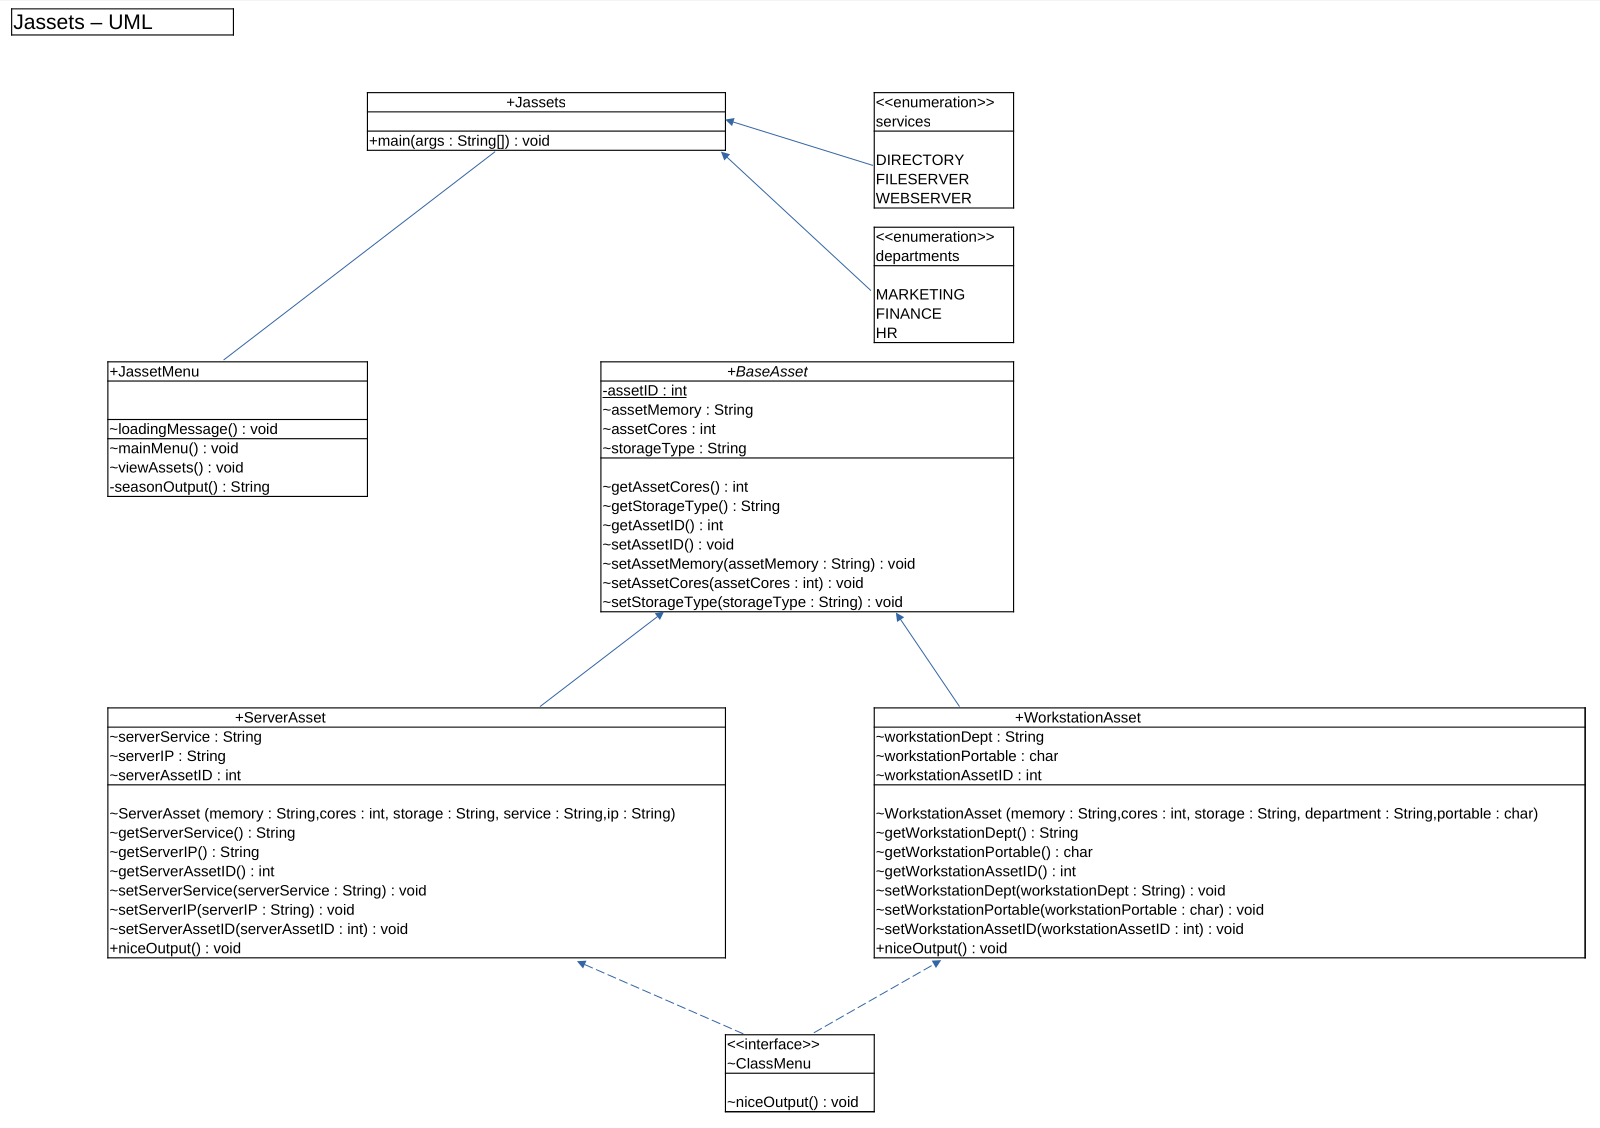 Jassets – UML
+Jassets
+main(args : String[]) : void
<<enumeration>>
services
DIRECTORY
FILESERVER
WEBSERVER
<<enumeration>>
departments
MARKETING
FINANCE
HR
+JassetMenu
~loadingMessage() : void
~mainMenu() : void
~viewAssets() : void
-seasonOutput() : String
+BaseAsset
-assetID : int
~assetMemory : String
~assetCores : int
~storageType : String
~getAssetCores() : int
~getStorageType() : String
~getAssetID() : int
~setAssetID() : void
~setAssetMemory(assetMemory : String) : void
~setAssetCores(assetCores : int) : void
~setStorageType(storageType : String) : void
+ServerAsset
~serverService : String
~serverIP : String
~serverAssetID : int
~ServerAsset (memory : String,cores : int, storage : String, service : String,ip : String)
~getServerService() : String
~getServerIP() : String
~getServerAssetID() : int
~setServerService(serverService : String) : void
~setServerIP(serverIP : String) : void
~setServerAssetID(serverAssetID : int) : void
+niceOutput() : void
+WorkstationAsset
~workstationDept : String
~workstationPortable : char
~workstationAssetID : int
~WorkstationAsset (memory : String,cores : int, storage : String, department : String,portable : char)
~getWorkstationDept() : String
~getWorkstationPortable() : char
~getWorkstationAssetID() : int
~setWorkstationDept(workstationDept : String) : void
~setWorkstationPortable(workstationPortable : char) : void
~setWorkstationAssetID(workstationAssetID : int) : void
+niceOutput() : void
<<interface>>
~ClassMenu
~niceOutput() : void